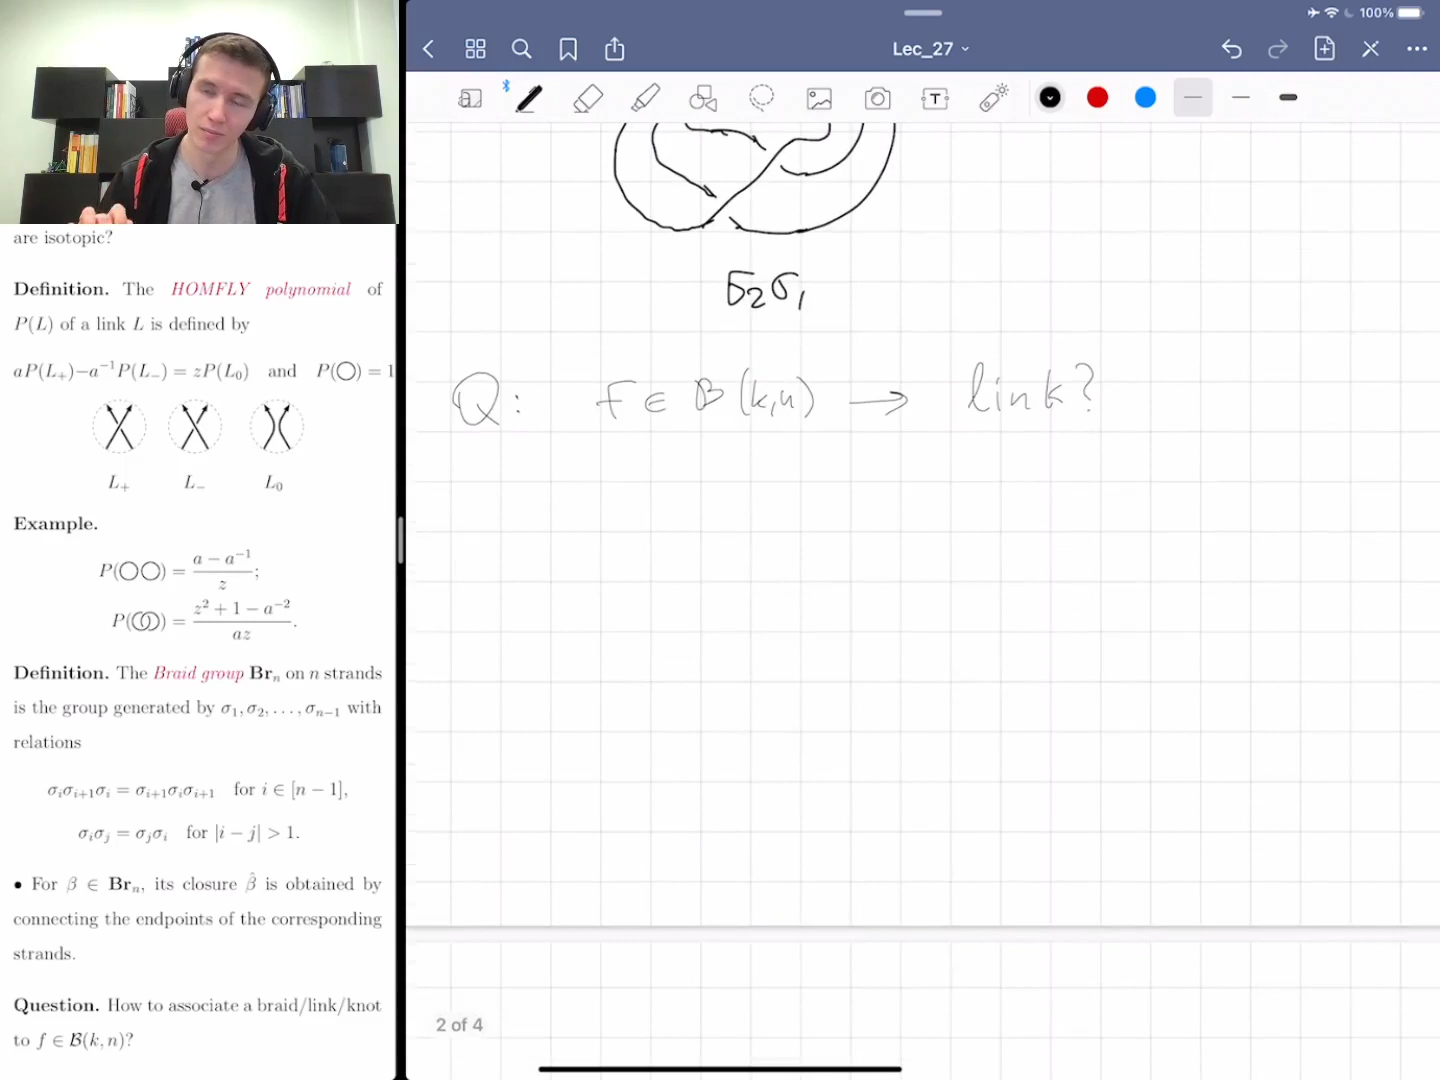 100%
Lec_27
T
σ₂σ₁
Q: f ∈ B(k,n) → link?
2 of 4
are isotopic?
Definition. The HOMFLY polynomial of
P(L) of a link L is defined by
aP(L₊)−a⁻¹P(L₋) = zP(L₀) and P(◯) = 1
L₊ L₋ L₀
Example.
P(◯◯) = (a − a⁻¹)/z;
P(◯◯) = (z² + 1 − a⁻²)/(az).
Definition. The Braid group Brₙ on n strands
is the group generated by σ₁, σ₂, . . . , σₙ₋₁ with
relations
σᵢσᵢ₊₁σᵢ = σᵢ₊₁σᵢσᵢ₊₁ for i ∈ [n − 1],
σᵢσⱼ = σⱼσᵢ for |i − j| > 1.
• For β ∈ Brₙ, its closure β̂ is obtained by
connecting the endpoints of the corresponding
strands.
Question. How to associate a braid/link/knot
to f ∈ B(k, n)?